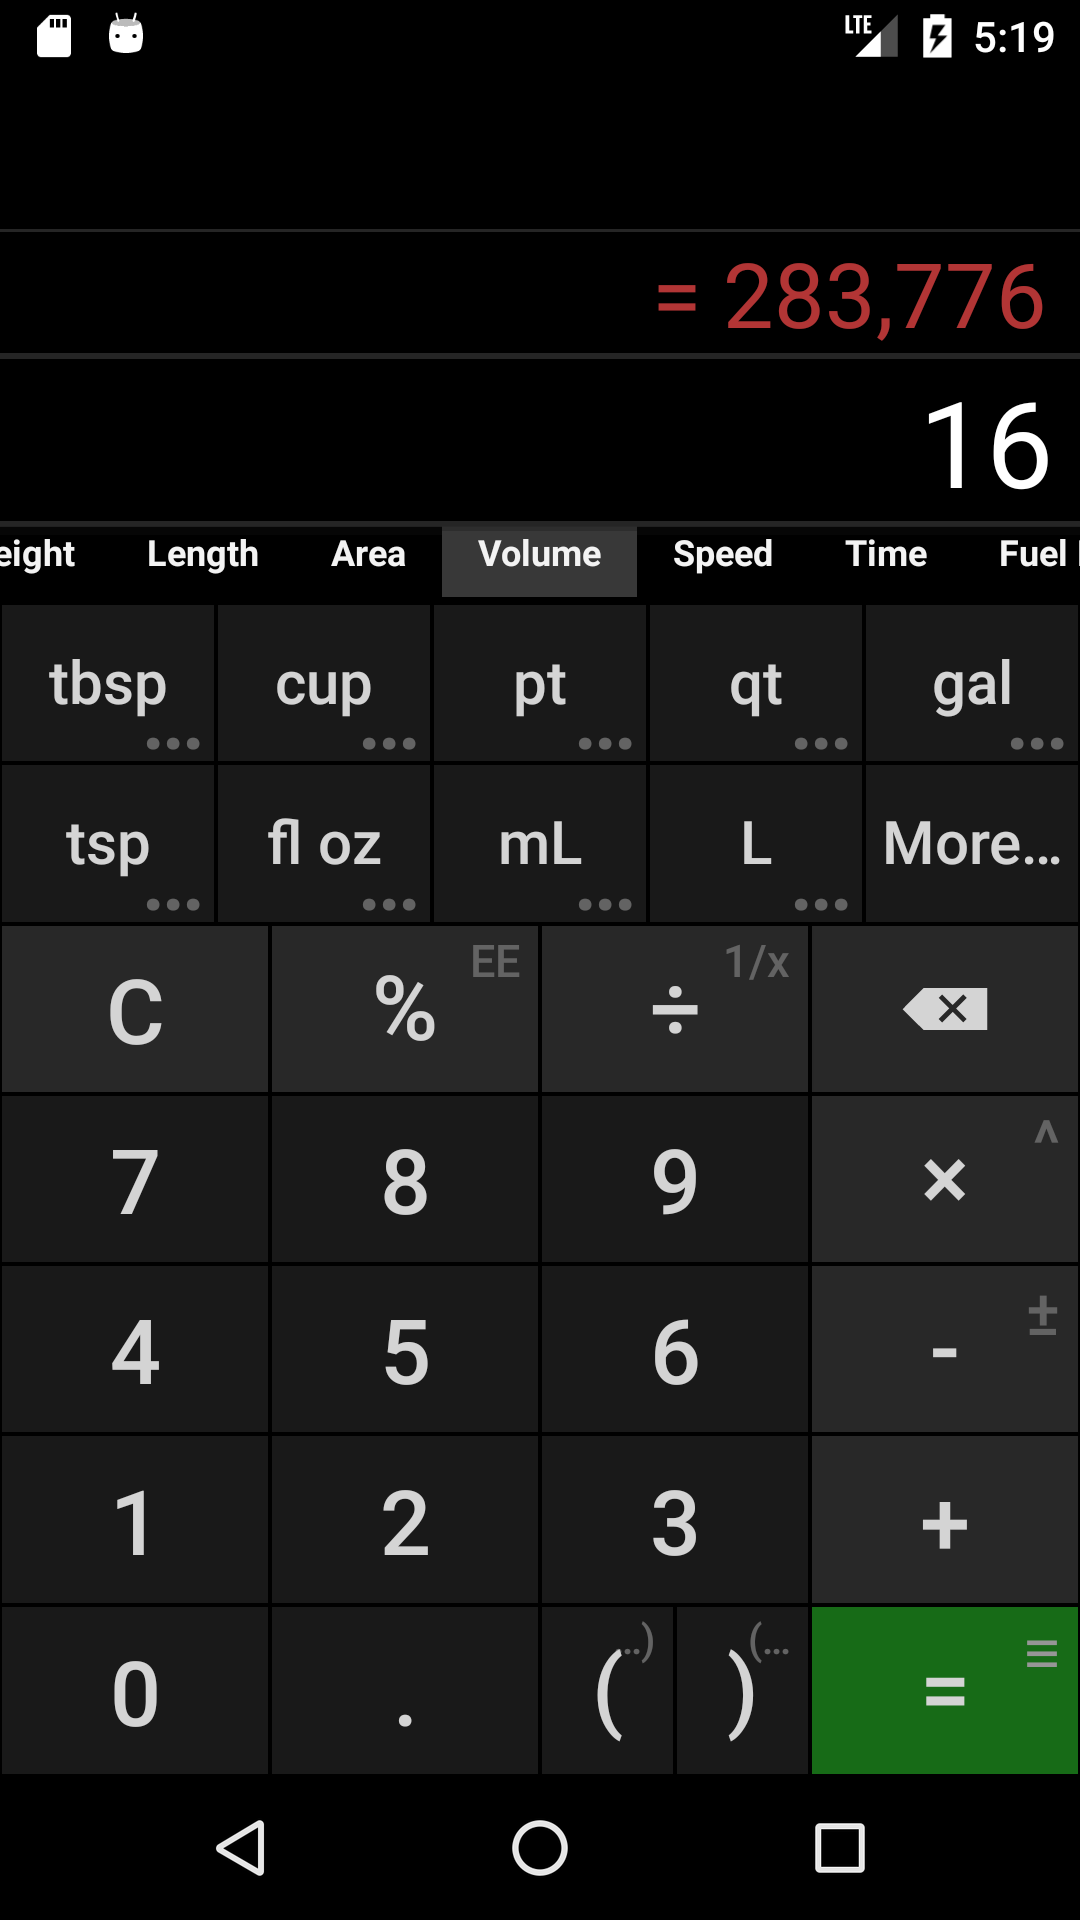 LTE 5:19
= 283,776
16
eight Length Area Volume Speed Time Fuel
tbsp cup pt qt gal
tsp fl oz mL L More...
C % EE ÷ 1/x
7 8 9 × ^
4 5 6 - ±
1 2 3 +
0 . ( ..) ) (... =